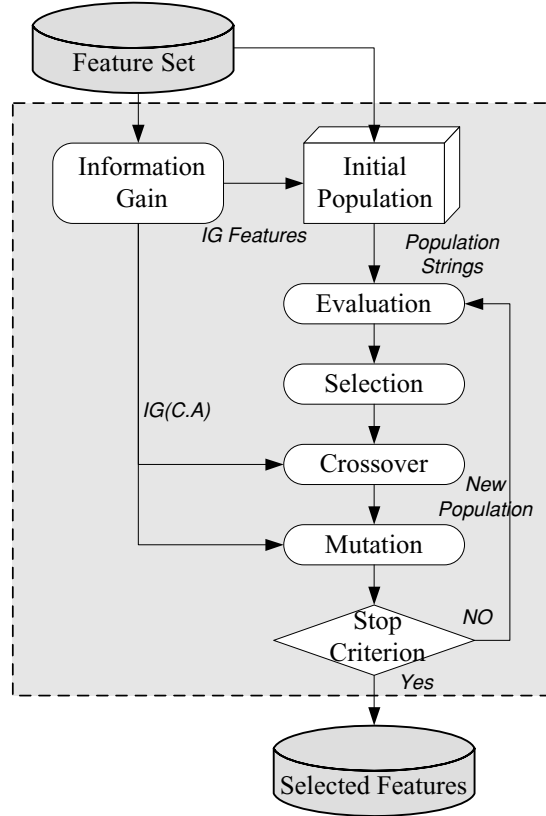 Feature Set
Information
Gain
Initial
Population
IG Features
Population
Strings
Evaluation
Selection
IG(C.A)
Crossover
New
Population
Mutation
Stop
Criterion
NO
Yes
Selected Features